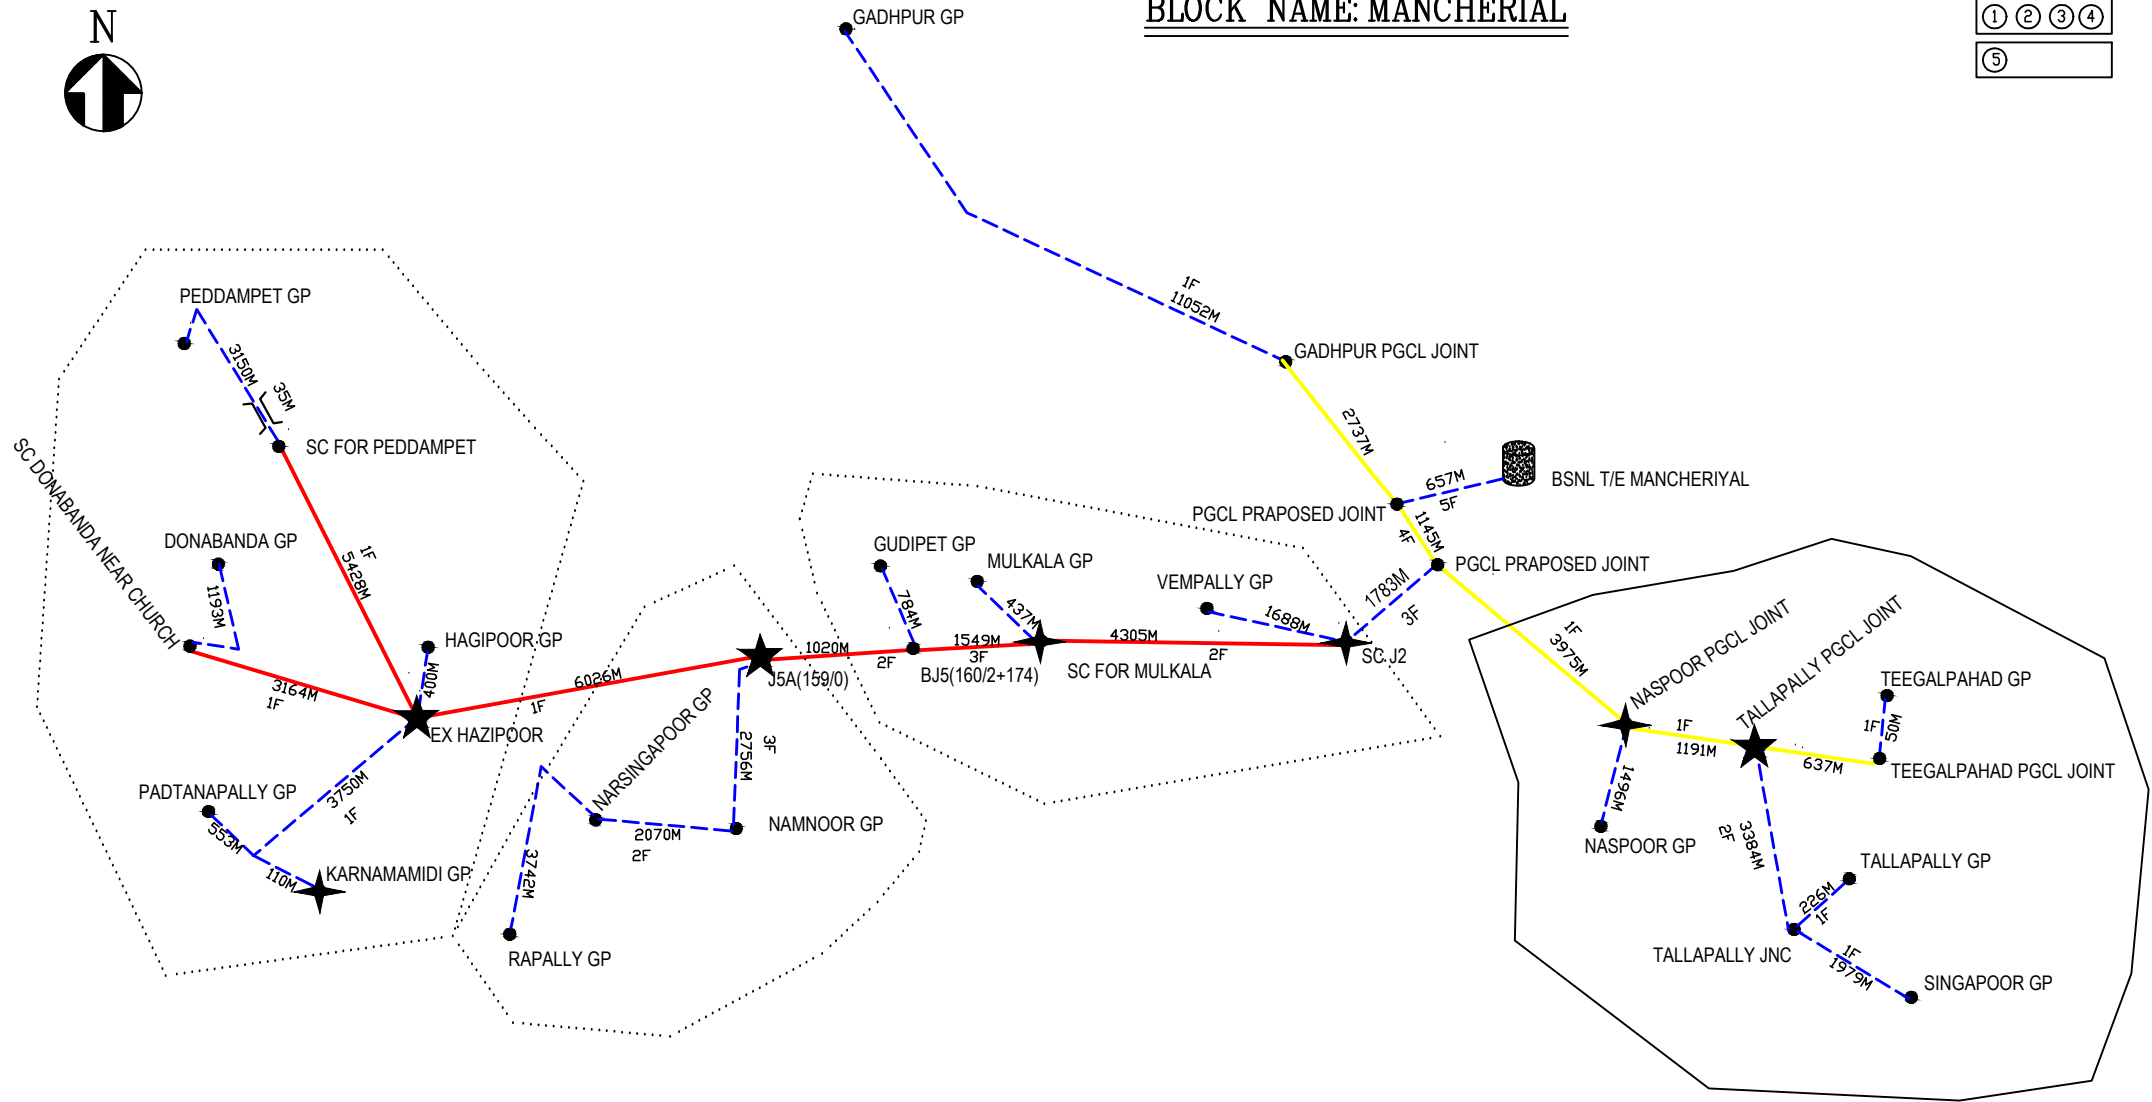 BLOCK NAME: MANCHERIAL
N
1 2 3 4
5
GADHPUR GP
1F
11052M
GADHPUR PGCL JOINT
2737M
657M
5F
BSNL T/E MANCHERIYAL
PGCL PRAPOSED JOINT
1145M
4F
PGCL PRAPOSED JOINT
1783M
3F
1F
3975M
PEDDAMPET GP
3150M
35M
SC FOR PEDDAMPET
SC DONABANDA NEAR CHURCH
DONABANDA GP
1193M
1F
5428M
HAGIPOOR GP
400M
3164M
1F
EX HAZIPOOR
6026M
1F
3750M
1F
PADTANAPALLY GP
553M
110M
KARNAMAMIDI GP
J5A(159/0)
NARSINGAPOOR GP
3F
2756M
NAMNOOR GP
2070M
2F
3742M
RAPALLY GP
GUDIPET GP
784M
MULKALA GP
437M
VEMPALLY GP
1688M
1020M
2F
1549M
3F
4305M
2F
BJ5(160/2+174)
SC FOR MULKALA
SC J2
NASPOOR PGCL JOINT
TALLAPALLY PGCL JOINT
1F
1191M
637M
TEEGALPAHAD GP
1F
50M
TEEGALPAHAD PGCL JOINT
1496M
NASPOOR GP
3384M
2F
TALLAPALLY GP
226M
1F
TALLAPALLY JNC
1F
1979M
SINGAPOOR GP